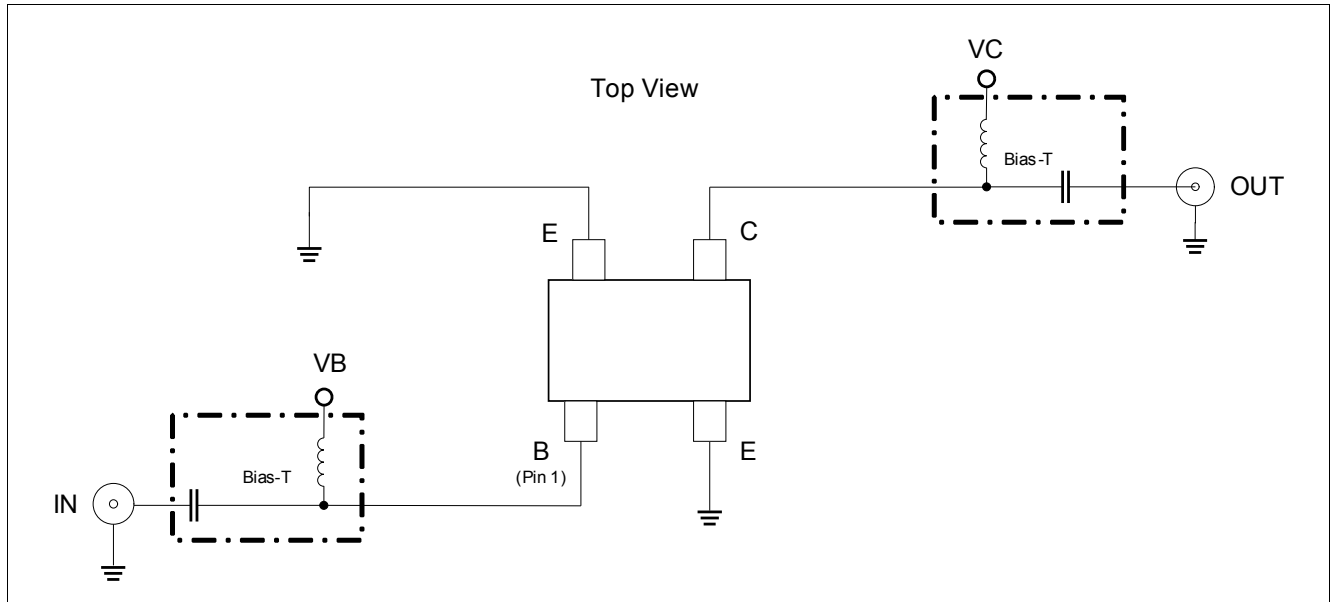 VC
Top View
Bias-T
OUT
E
C
VB
B
(Pin 1)
E
Bias-T
IN